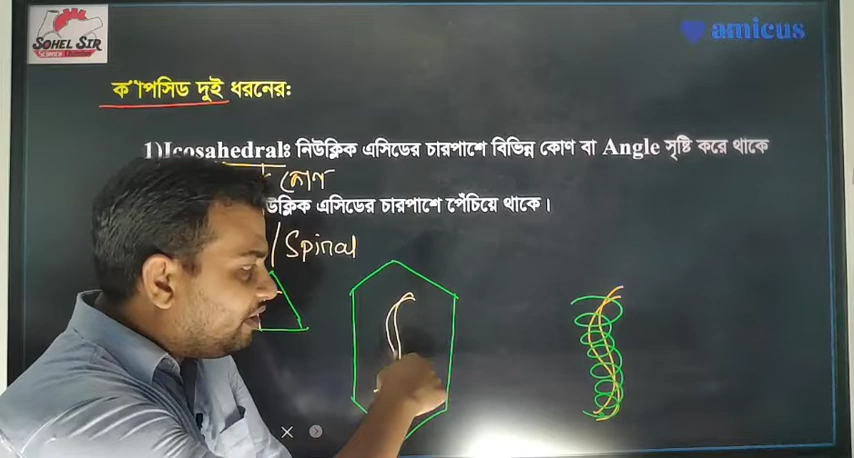 SOHEL SIR
amicus
ক্যাপসিড দুই ধরনের:
1)Icosahedralঃ নিউক্লিক এসিডের চারপাশে বিভিন্ন কোণ বা Angle সৃষ্টি করে থাকে
কোণ
উক্লিক এসিডের চারপাশে পেঁচিয়ে থাকে।
/Spiral